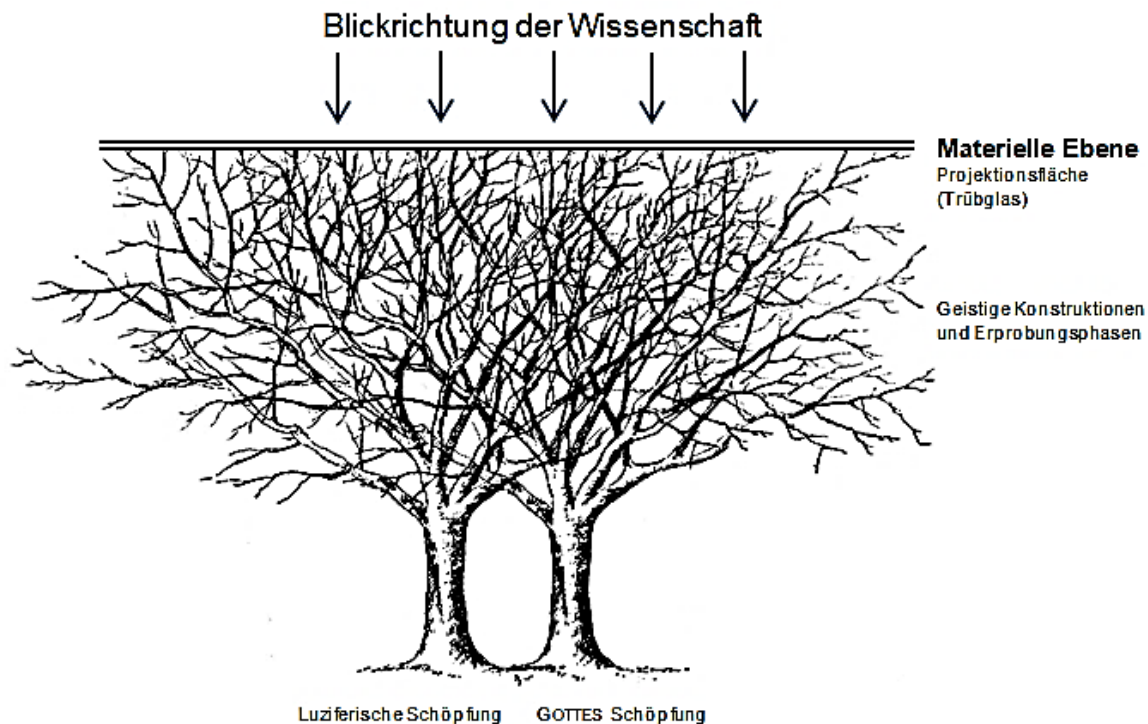 Blickrichtung der Wissenschaft
Materielle Ebene
Projektionsfläche
(Trübglas)
Geistige Konstruktionen
und Erprobungsphasen
Luziferische Schöpfung
GOTTES Schöpfung